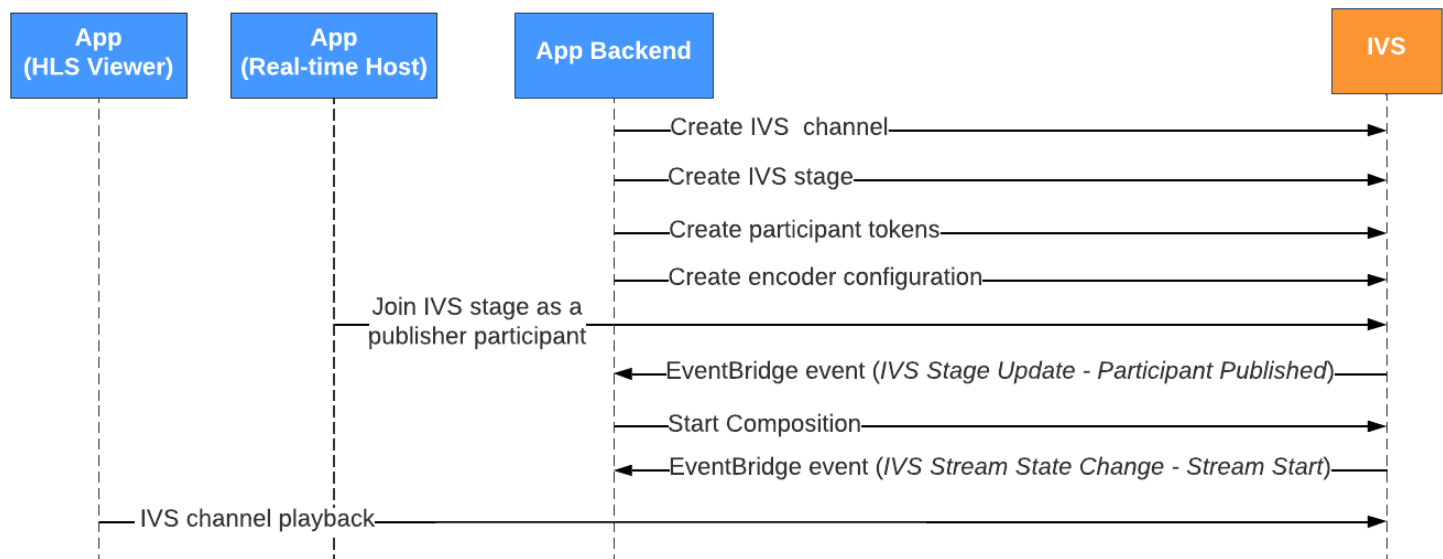 App
(HLS Viewer)
App
(Real-time Host)
App Backend
IVS
Create IVS  channel
Create IVS stage
Create participant tokens
Create encoder configuration
Join IVS stage as a
publisher participant
EventBridge event (IVS Stage Update - Participant Published)
Start Composition
EventBridge event (IVS Stream State Change - Stream Start)
IVS channel playback